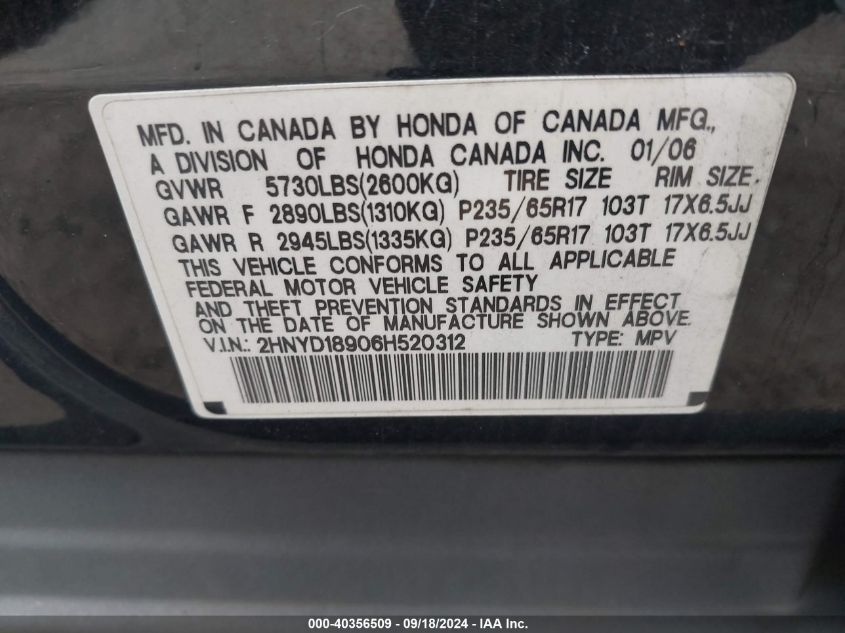 MFD. IN CANADA BY HONDA OF CANADA MFG.,
A DIVISION OF HONDA CANADA INC. 01/06
GVWR 5730LBS(2600KG) TIRE SIZE RIM SIZE
GAWR F 2890LBS(1310KG) P235/65R17 103T 17X6.5JJ
GAWR R 2945LBS(1335KG) P235/65R17 103T 17X6.5JJ
THIS VEHICLE CONFORMS TO ALL APPLICABLE
FEDERAL MOTOR VEHICLE SAFETY
AND THEFT PREVENTION STANDARDS IN EFFECT
ON THE DATE OF MANUFACTURE SHOWN ABOVE.
V.I.N.: 2HNYD18906H520312 TYPE: MPV
000-40356509 - 09/18/2024 - IAA Inc.